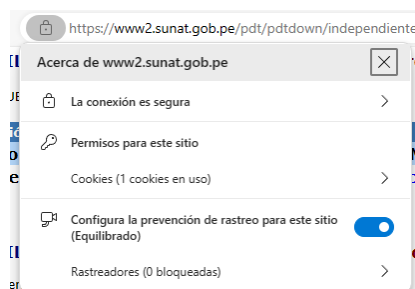 https://www2.sunat.gob.pe/pdt/pdtdown/independiente
Acerca de www2.sunat.gob.pe
La conexión es segura
Permisos para este sitio
Cookies (1 cookies en uso)
Configura la prevención de rastreo para este sitio
(Equilibrado)
Rastreadores (0 bloqueadas)